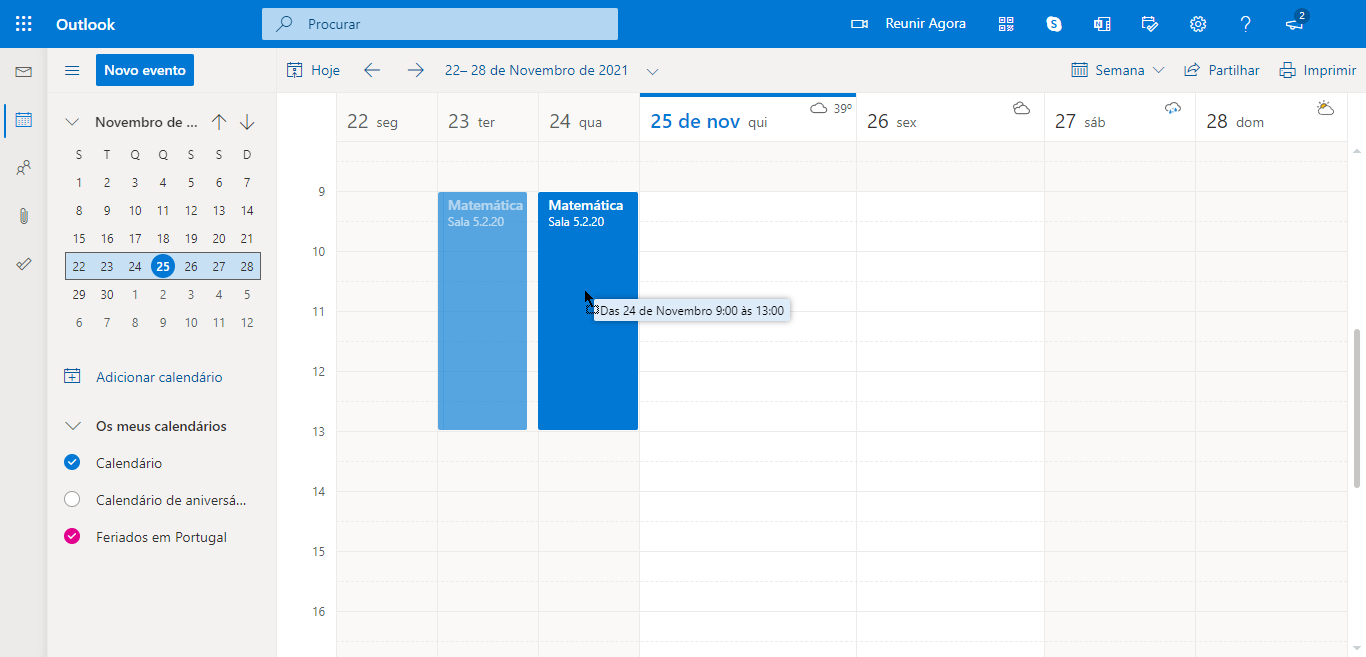 Outlook
Procurar
Reunir Agora
2
Novo evento
Hoje
22– 28 de Novembro de 2021
Semana
Partilhar
Imprimir
Novembro de ...
S T Q Q S S D
1 2 3 4 5 6 7
8 9 10 11 12 13 14
15 16 17 18 19 20 21
22 23 24 25 26 27 28
29 30 1 2 3 4 5
6 7 8 9 10 11 12
Adicionar calendário
Os meus calendários
Calendário
Calendário de aniversá...
Feriados em Portugal
22 seg
23 ter
24 qua
25 de nov qui
39º
26 sex
27 sáb
28 dom
9
10
11
12
13
14
15
16
Matemática
Sala 5.2.20
Matemática
Sala 5.2.20
Das 24 de Novembro 9:00 às 13:00